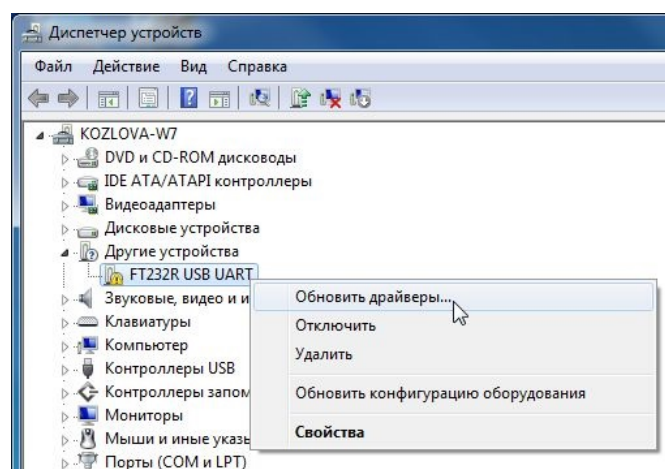 Диспетчер устройств
Файл Действие Вид Справка
KOZLOVA-W7
DVD и CD-ROM дисководы
IDE ATA/ATAPI контроллеры
Видеоадаптеры
Дисковые устройства
Другие устройства
FT232R USB UART
Звуковые, видео и и
Клавиатуры
Компьютер
Контроллеры USB
Контроллеры запом
Мониторы
Мыши и иные указы
Порты (COM и LPT)
Обновить драйверы...
Отключить
Удалить
Обновить конфигурацию оборудования
Свойства